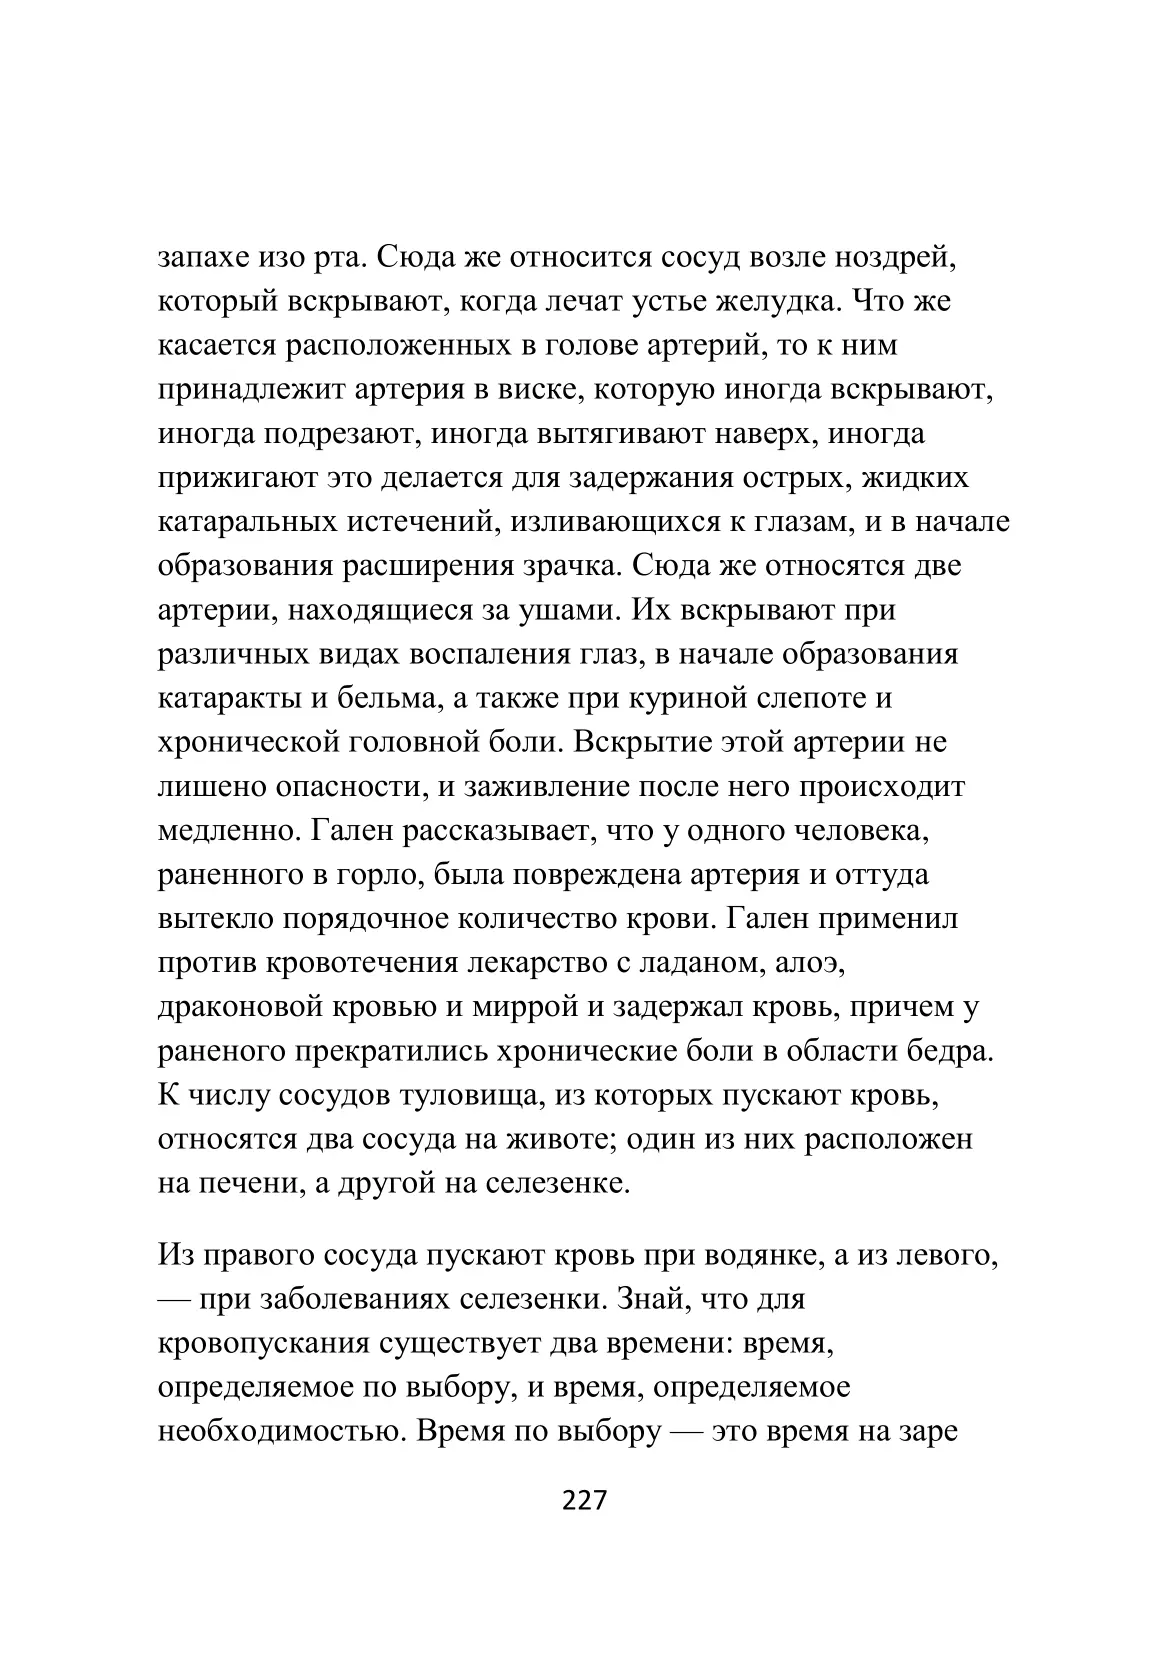 запахе изо рта. Сюда же относится сосуд возле ноздрей,
который вскрывают, когда лечат устье желудка. Что же
касается расположенных в голове артерий, то к ним
принадлежит артерия в виске, которую иногда вскрывают,
иногда подрезают, иногда вытягивают наверх, иногда
прижигают это делается для задержания острых, жидких
катаральных истечений, изливающихся к глазам, и в начале
образования расширения зрачка. Сюда же относятся две
артерии, находящиеся за ушами. Их вскрывают при
различных видах воспаления глаз, в начале образования
катаракты и бельма, а также при куриной слепоте и
хронической головной боли. Вскрытие этой артерии не
лишено опасности, и заживление после него происходит
медленно. Гален рассказывает, что у одного человека,
раненного в горло, была повреждена артерия и оттуда
вытекло порядочное количество крови. Гален применил
против кровотечения лекарство с ладаном, алоэ,
драконовой кровью и миррой и задержал кровь, причем у
раненого прекратились хронические боли в области бедра.
К числу сосудов туловища, из которых пускают кровь,
относятся два сосуда на животе; один из них расположен
на печени, а другой на селезенке.
Из правого сосуда пускают кровь при водянке, а из левого,
— при заболеваниях селезенки. Знай, что для
кровопускания существует два времени: время,
определяемое по выбору, и время, определяемое
необходимостью. Время по выбору — это время на заре
227